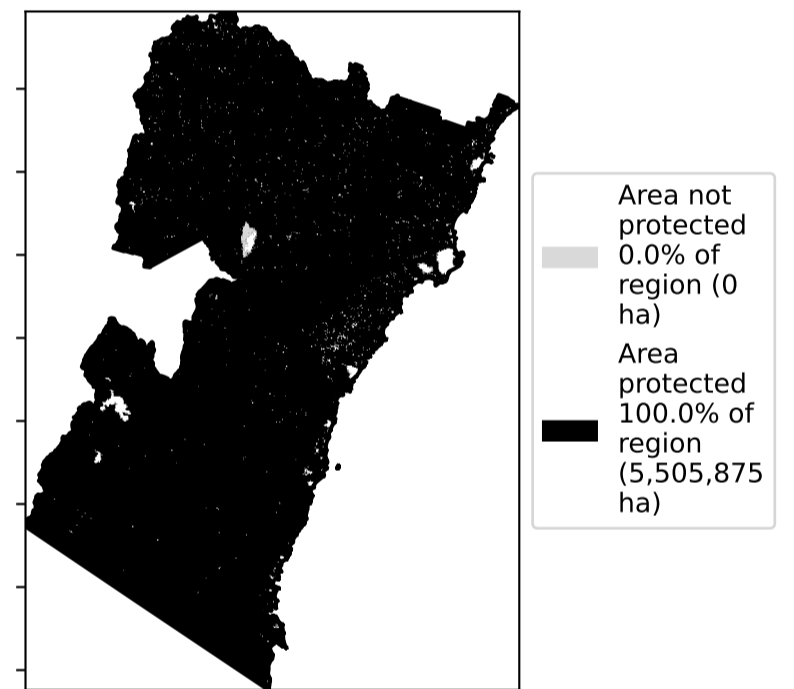 Area not
protected
0.0% of
region (0
ha)
Area
protected
100.0% of
region
(5,505,875
ha)